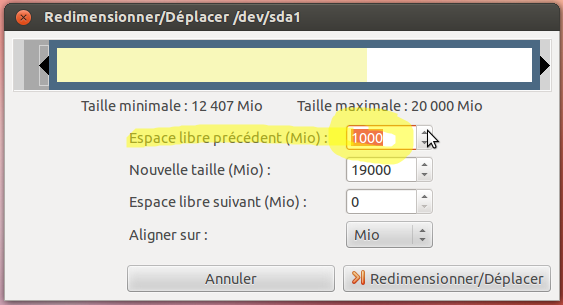 Redimensionner/Déplacer /dev/sda1
Taille minimale : 12 407 Mio Taille maximale : 20 000 Mio
Espace libre précédent (Mio) : 1000
Nouvelle taille (Mio) : 19000
Espace libre suivant (Mio) : 0
Aligner sur : Mio
Annuler Redimensionner/Déplacer